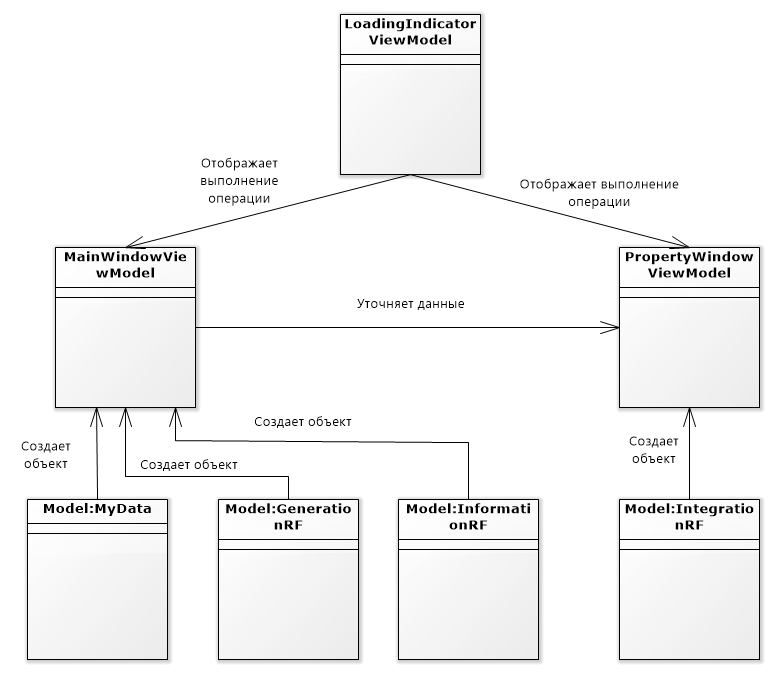 LoadingIndicator
ViewModel
Отображает
выполнение
операции
Отображает выполнение
операции
MainWindowVie
wModel
PropertyWindow
ViewModel
Уточняет данные
Создает
объект
Создает объект
Создает объект
Создает
объект
Model:MyData
Model:Generatio
nRF
Model:Informati
onRF
Model:Integratio
nRF